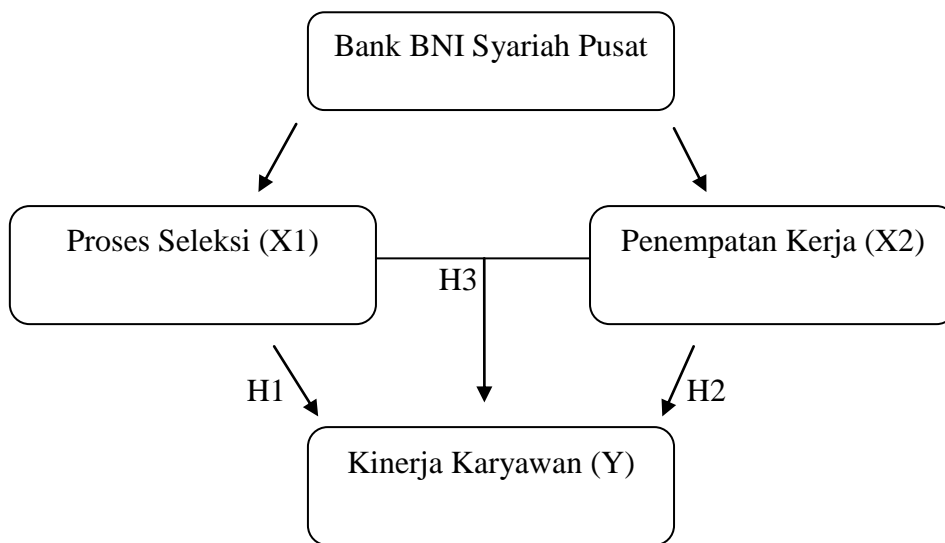 Bank BNI Syariah Pusat
Proses Seleksi (X1)
Penempatan Kerja (X2)
H3
H1
H2
Kinerja Karyawan (Y)